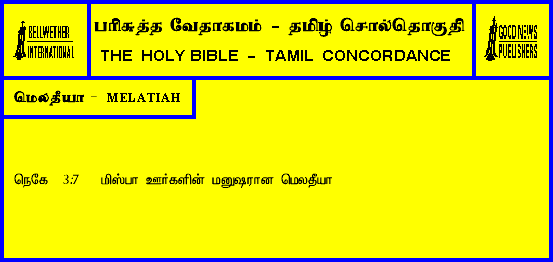 BELLWETHER
INTERNATIONAL
பரிசுத்த வேதாகமம் - தமிழ் சொல்தொகுதி
THE HOLY BIBLE - TAMIL CONCORDANCE
GOOD NEWS
PUBLISHERS
மெலதீயா - MELATIAH
நெகே 3:7 மிஸ்பா ஊர்களின் மனுஷரான மெலதீயா